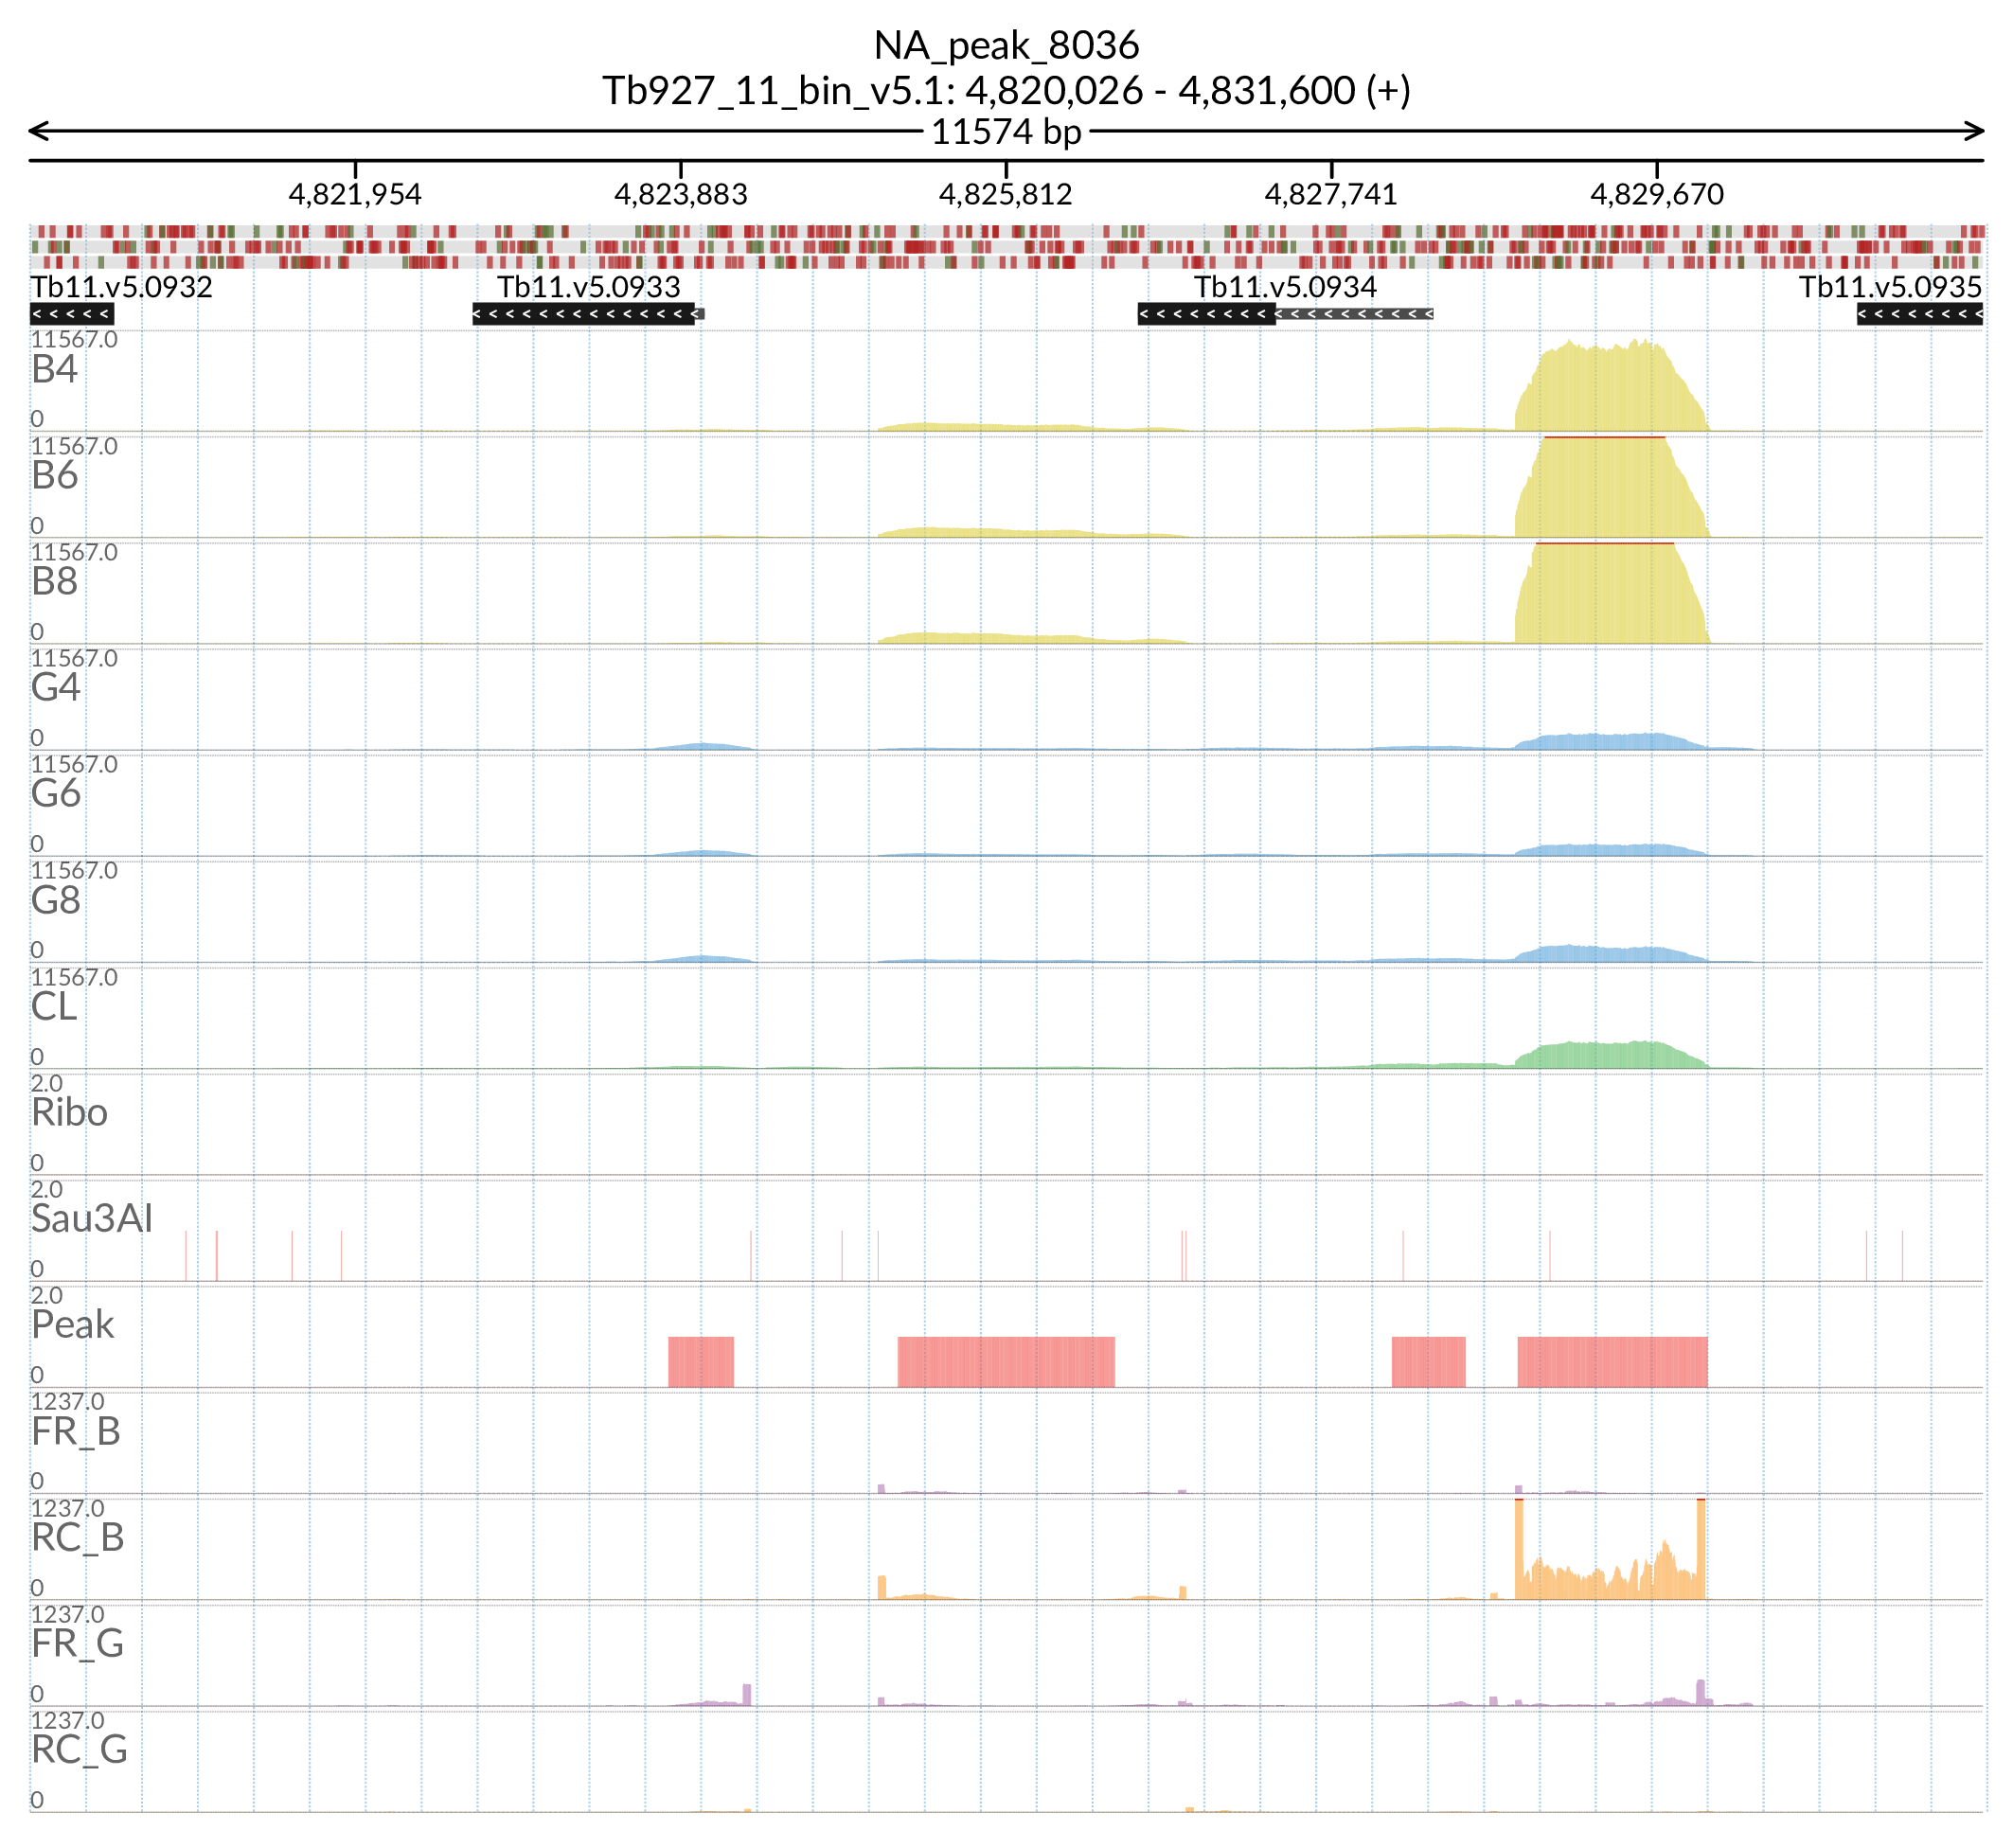 NA_peak_8036
Tb927_11_bin_v5.1: 4,820,026 - 4,831,600 (+)
11574 bp
4,821,954 4,823,883 4,825,812 4,827,741 4,829,670
Tb11.v5.0932 Tb11.v5.0933 Tb11.v5.0934 Tb11.v5.0935
11567.0
B4
0
11567.0
B6
0
11567.0
B8
0
11567.0
G4
0
11567.0
G6
0
11567.0
G8
0
11567.0
CL
0
2.0
Ribo
0
2.0
Sau3AI
0
2.0
Peak
0
1237.0
FR_B
0
1237.0
RC_B
0
1237.0
FR_G
0
1237.0
RC_G
0